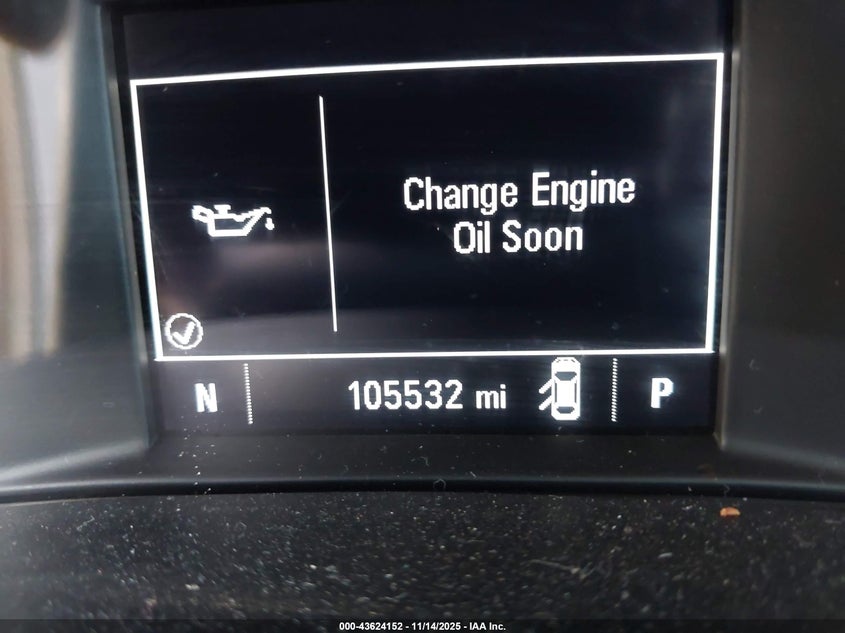 Change Engine
Oil Soon
N 105532 mi P
000-43624152 - 11/14/2025 - IAA Inc.